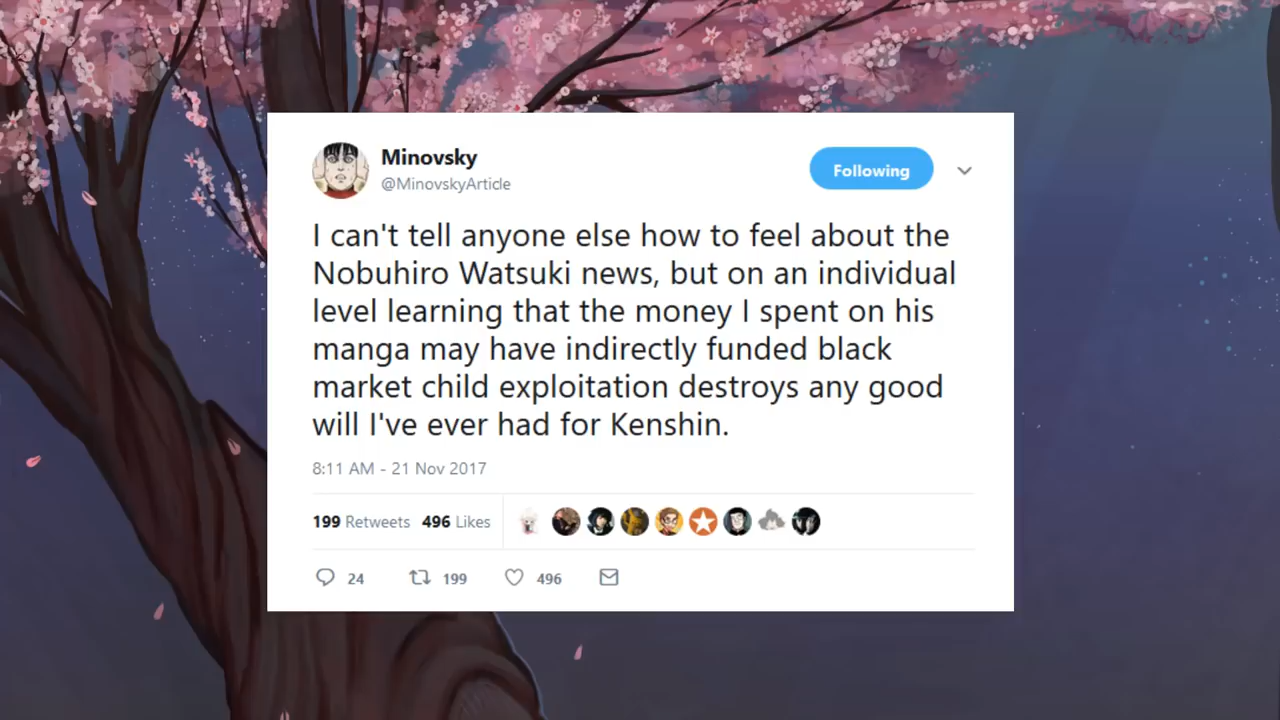 Minovsky
@MinovskyArticle
Following
I can't tell anyone else how to feel about the
Nobuhiro Watsuki news, but on an individual
level learning that the money I spent on his
manga may have indirectly funded black
market child exploitation destroys any good
will I've ever had for Kenshin.
8:11 AM - 21 Nov 2017
199 Retweets 496 Likes
24 199 496